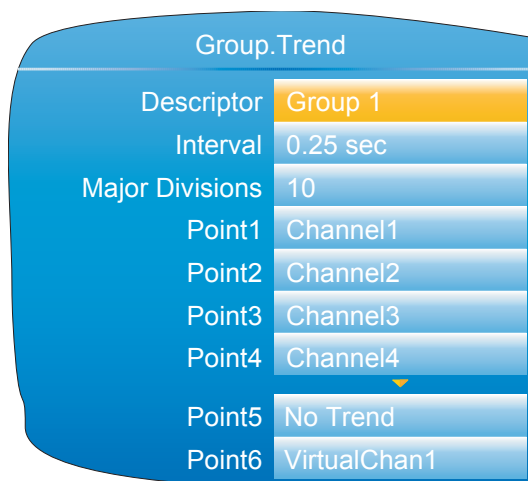 Group.Trend
Descriptor Group 1
Interval 0.25 sec
Major Divisions 10
Point1 Channel1
Point2 Channel2
Point3 Channel3
Point4 Channel4
Point5 No Trend
Point6 VirtualChan1